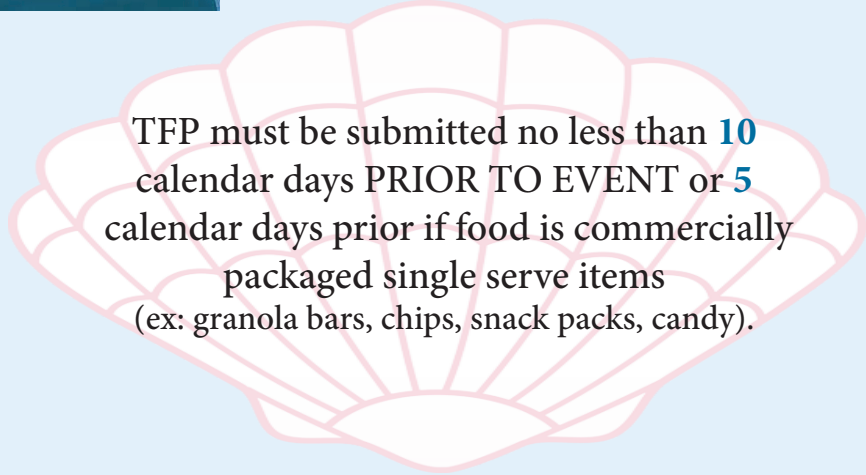 TFP must be submitted no less than 10
calendar days PRIOR TO EVENT or 5
calendar days prior if food is commercially
packaged single serve items
(ex: granola bars, chips, snack packs, candy).